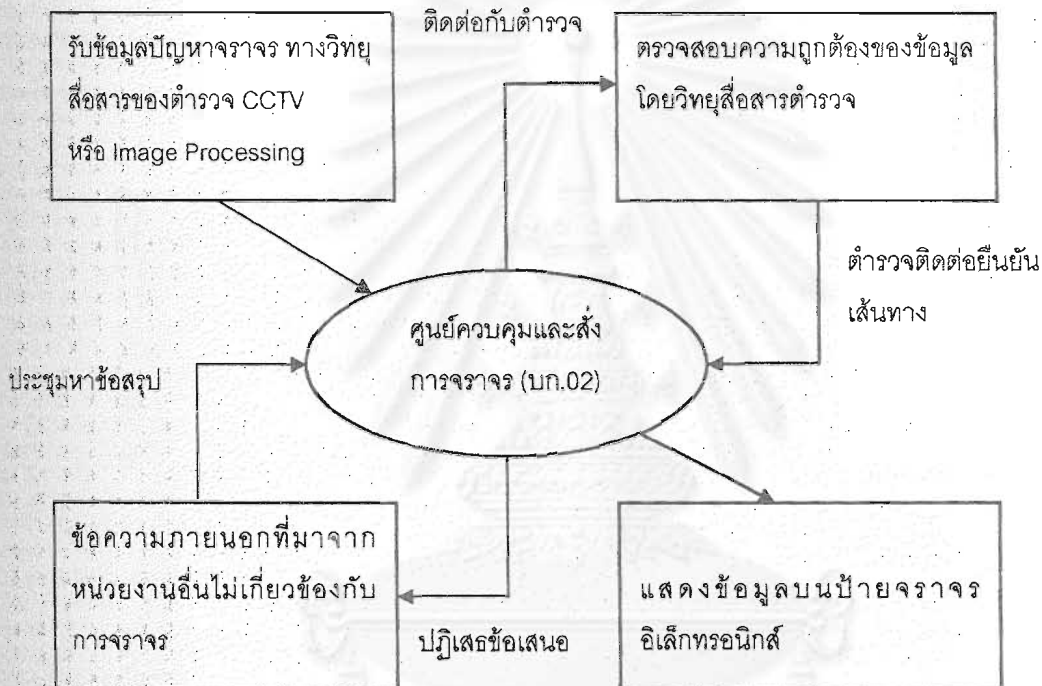 ติดต่อกับตำรวจ
รับข้อมูลปัญหาจราจร ทางวิทยุ
สื่อสารของตำรวจ CCTV
หรือ Image Processing
ตรวจสอบความถูกต้องของข้อมูล
โดยวิทยุสื่อสารตำรวจ
ตำรวจติดต่อยืนยัน
เส้นทาง
ศูนย์ควบคุมและสั่ง
การจราจร (บก.02)
ประชุมหาข้อสรุป
ข้อความภายนอกที่มาจาก
หน่วยงานอื่นไม่เกี่ยวข้องกับ
การจราจร
ปฏิเสธข้อเสนอ
แสดงข้อมูลบนป้ายจราจร
อิเล็กทรอนิกส์